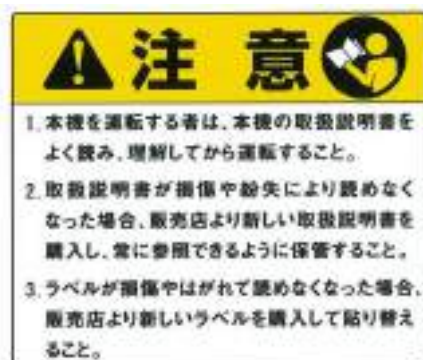 注 意
1. 本機を運転する者は、本機の取扱説明書を
よく読み、理解してから運転すること。
2. 取扱説明書が損傷や紛失により読めなく
なった場合、販売店より新しい取扱説明書を
購入し、常に参照できるように保管すること。
3. ラベルが損傷やはがれて読めなくなった場合、
販売店より新しいラベルを購入して貼り替え
ること。